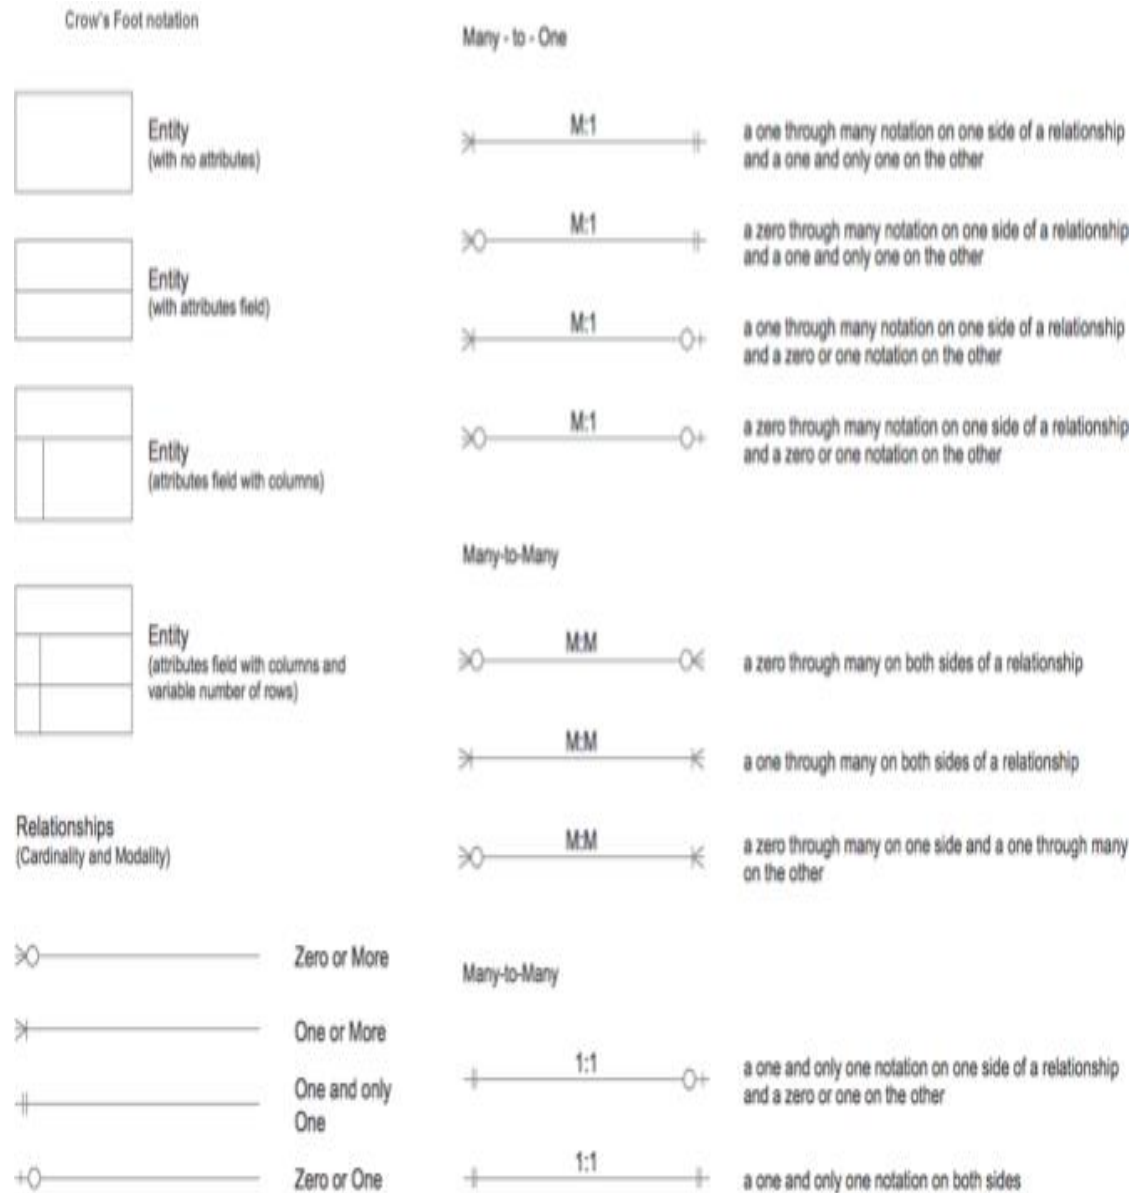 Crow's Foot notation
Entity
(with no attributes)
Entity
(with attributes field)
Entity
(attributes field with columns)
Entity
(attributes field with columns and
variable number of rows)
Relationships
(Cardinality and Modality)
Zero or More
One or More
One and only
One
Zero or One
Many - to - One
M:1
a one through many notation on one side of a relationship
and a one and only one on the other
M:1
a zero through many notation on one side of a relationship
and a one and only one on the other
M:1
a one through many notation on one side of a relationship
and a zero or one notation on the other
M:1
a zero through many notation on one side of a relationship
and a zero or one notation on the other
Many-to-Many
M:M
a zero through many on both sides of a relationship
M:M
a one through many on both sides of a relationship
M:M
a zero through many on one side and a one through many
on the other
Many-to-Many
1:1
a one and only one notation on one side of a relationship
and a zero or one on the other
1:1
a one and only one notation on both sides